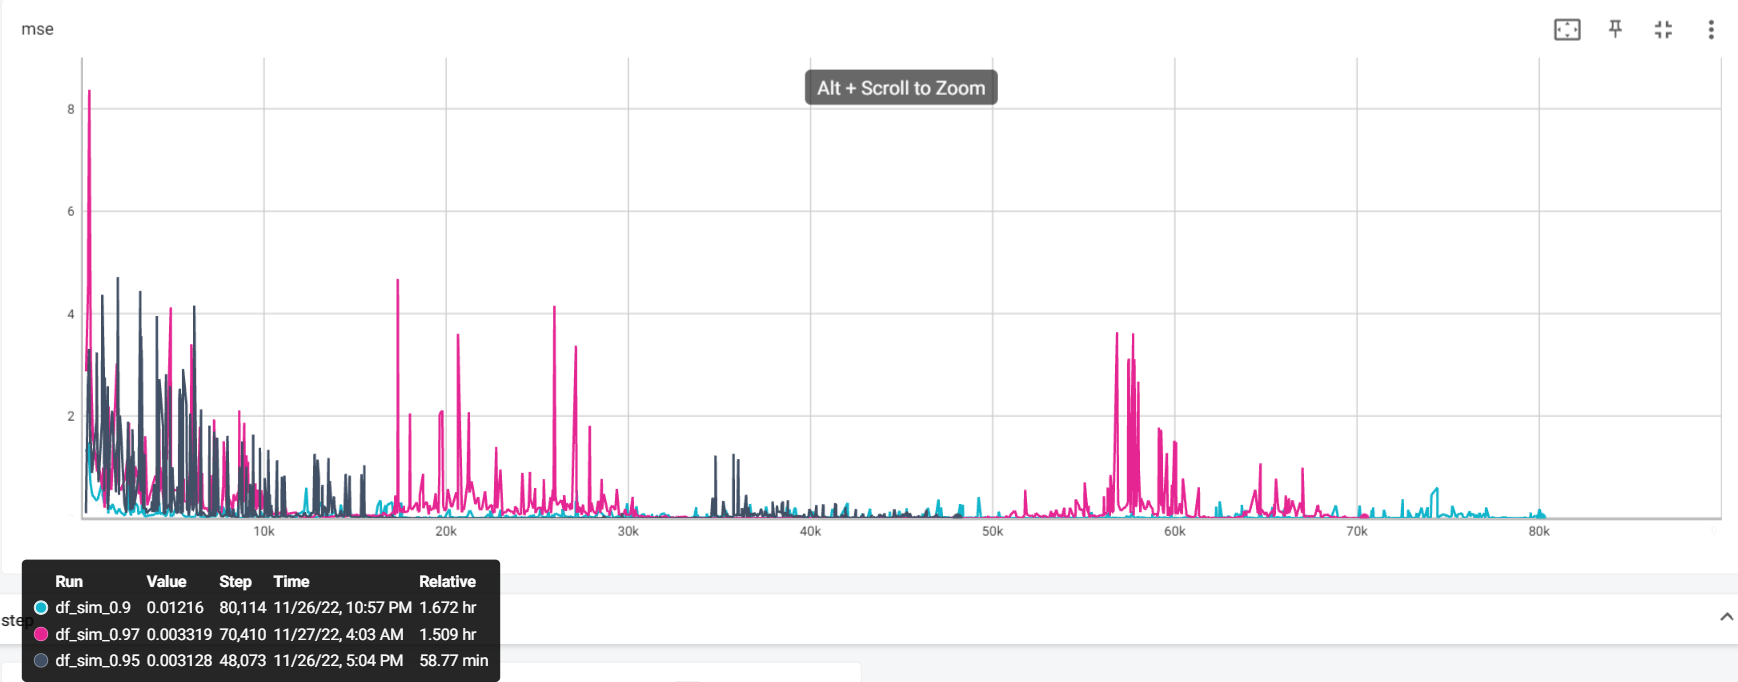 mse
Alt + Scroll to Zoom
8
6
4
2
10k 20k 30k 40k 50k 60k 70k 80k
Run Value Step Time Relative
df_sim_0.9 0.01216 80,114 11/26/22, 10:57 PM 1.672 hr
step
df_sim_0.97 0.003319 70,410 11/27/22, 4:03 AM 1.509 hr
df_sim_0.95 0.003128 48,073 11/26/22, 5:04 PM 58.77 min